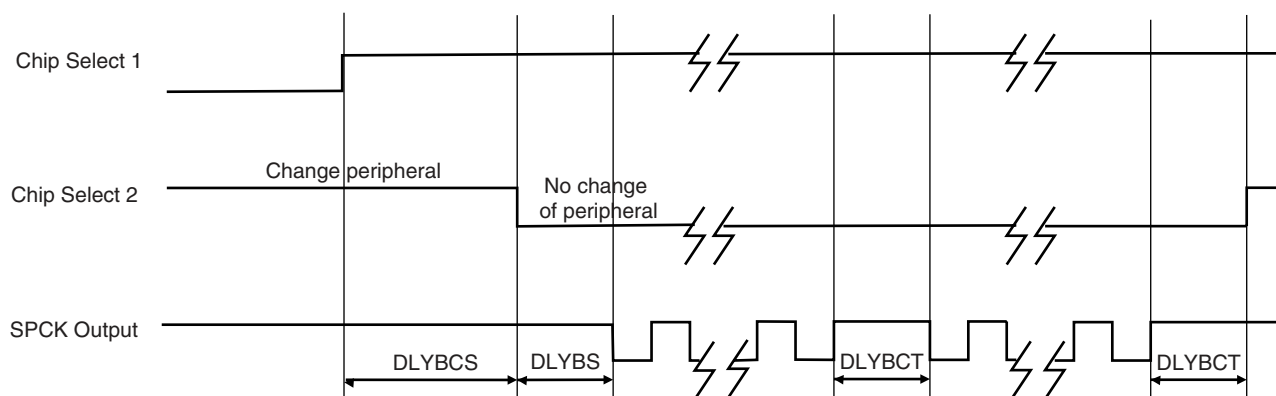 Chip Select 1
Change peripheral
Chip Select 2
No change
of peripheral
SPCK Output
DLYBCS
DLYBS
DLYBCT
DLYBCT